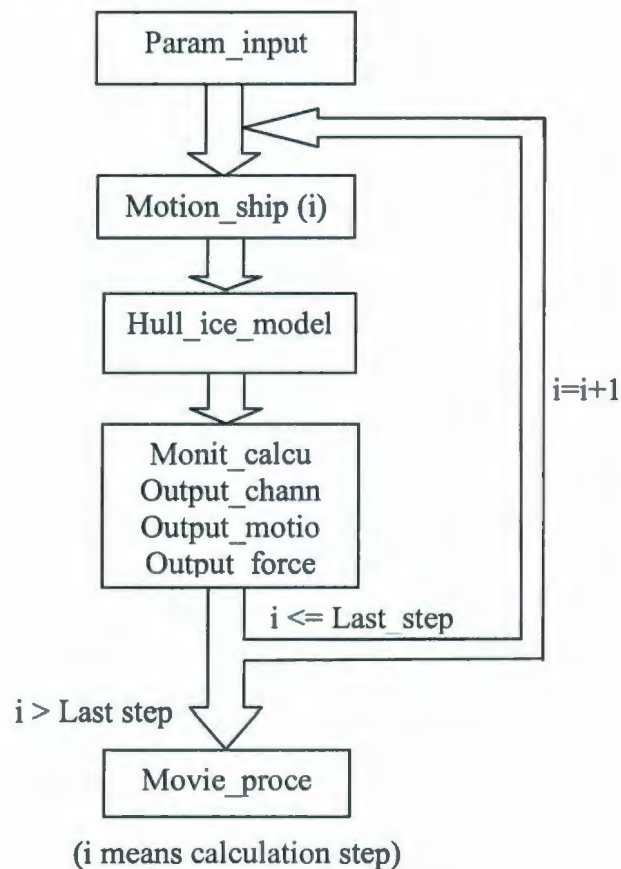 Param_input
Motion_ship (i)
Hull_ice_model
i=i+1
Monit_calcu
Output_chann
Output_motio
Output_force
i <= Last_step
i > Last step
Movie_proce
(i means calculation step)